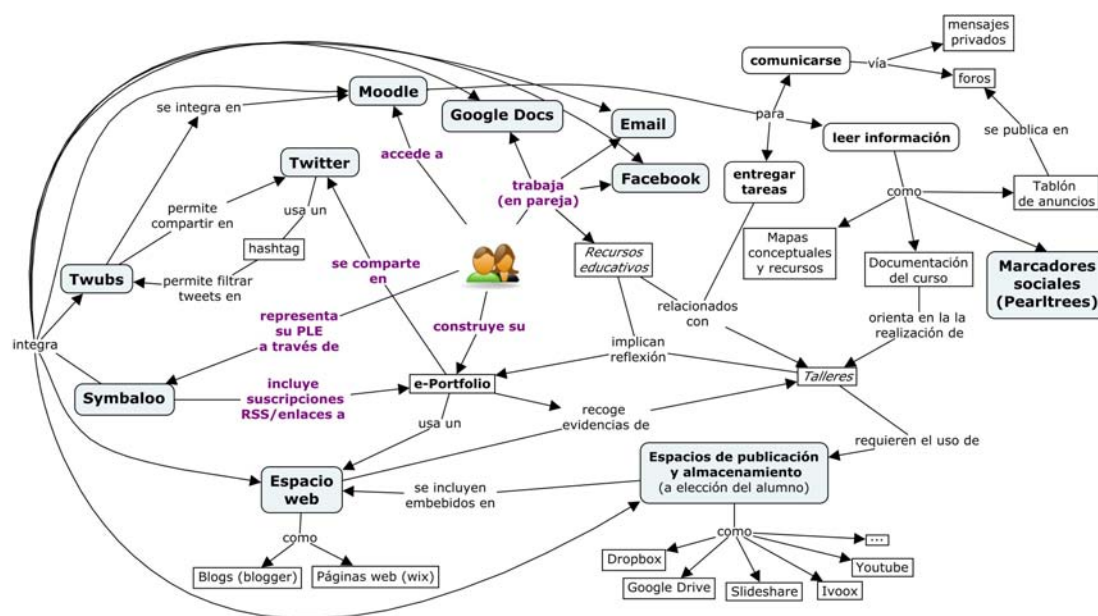 mensajes
privados
comunicarse
vía
foros
Moodle
se integra en
Google Docs
Email
para
leer información
se publica en
accede a
Twitter
trabaja
(en pareja)
Facebook
entregar
tareas
como
Tablón
de anuncios
permite
compartir en
usa un
hashtag
Recursos
educativos
Mapas
conceptuales
y recursos
Documentación
del curso
Marcadores
sociales
(Pearltrees)
Twubs
permite filtrar
tweets en
se comparte
en
relacionados
con
orienta en la la
realización de
representa
su PLE
a través de
construye su
implican
reflexión
integra
Symbaloo
incluye
suscripciones
RSS/enlaces a
e-Portfolio
Talleres
usa un
recoge
evidencias de
requieren el uso de
Espacio
web
se incluyen
embebidos en
Espacios de publicación
y almacenamiento
(a elección del alumno)
como
Blogs (blogger)
Páginas web (wix)
como
...
Dropbox
Youtube
Google Drive
Slideshare
Ivoox